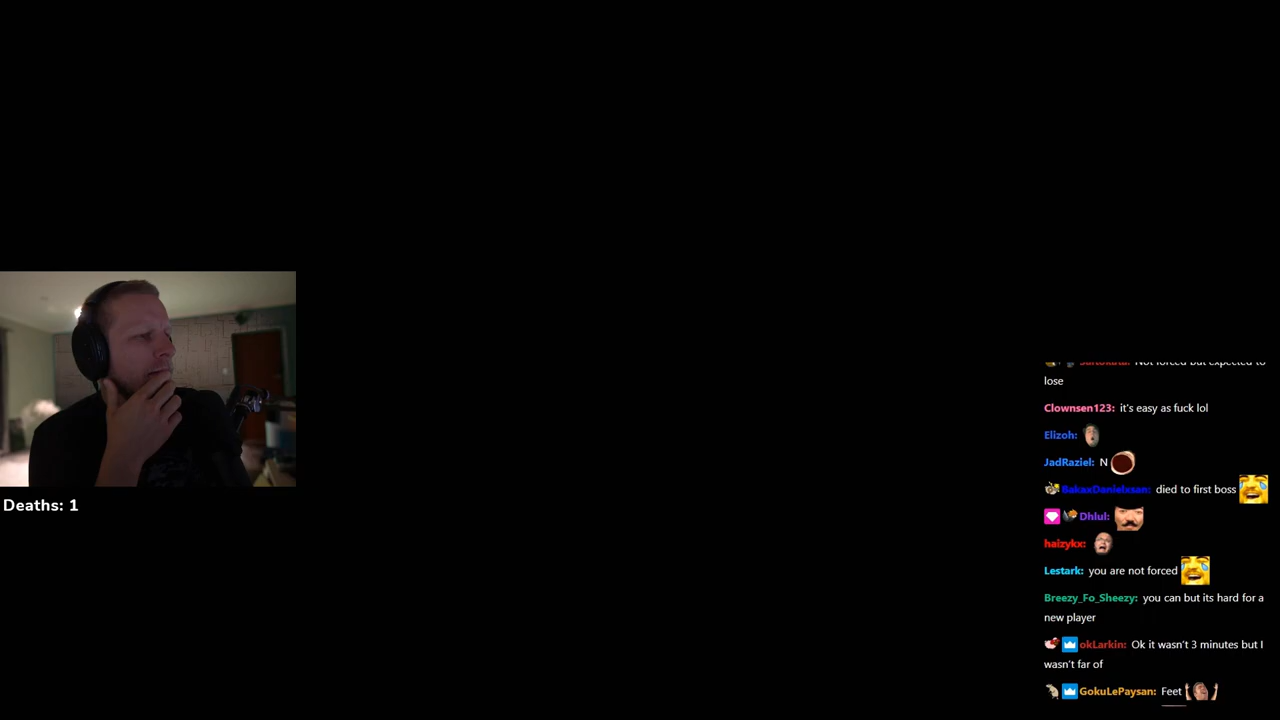 Deaths: 1
Not forced but expected to
lose
Clownsen123: it's easy as fuck lol
Elizoh:
JadRaziel: N
BakaxDanielxsan: died to first boss
Dhlul:
haizykx:
Lestark: you are not forced
Breezy_Fo_Sheezy: you can but its hard for a
new player
okLarkin: Ok it wasn't 3 minutes but I
wasn't far of
GokuLePaysan: Feet